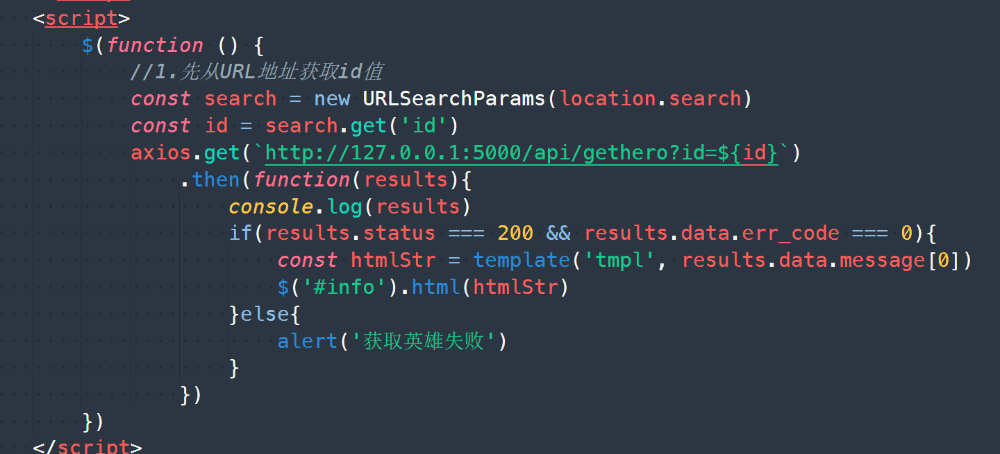 <script>
$(function () {
//1.先从URL地址获取id值
const search = new URLSearchParams(location.search)
const id = search.get('id')
axios.get(`http://127.0.0.1:5000/api/gethero?id=${id}`)
.then(function(results){
console.log(results)
if(results.status === 200 && results.data.err_code === 0){
const htmlStr = template('tmpl', results.data.message[0])
$('#info').html(htmlStr)
}else{
alert('获取英雄失败')
}
})
})
</script>